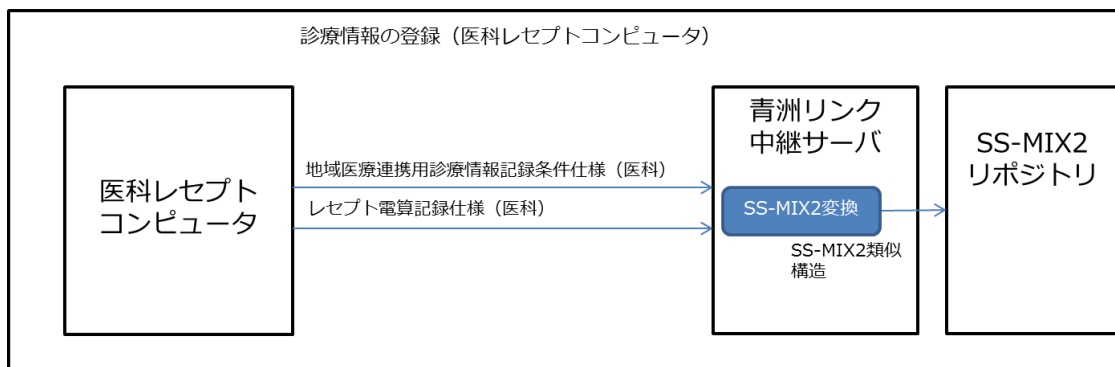 診療情報の登録（医科レセプトコンピュータ）
医科レセプト
コンピュータ
地域医療連携用診療情報記録条件仕様（医科）
レセプト電算記録仕様（医科）
青洲リンク
中継サーバ
SS-MIX2変換
SS-MIX2類似
構造
SS-MIX2
リポジトリ